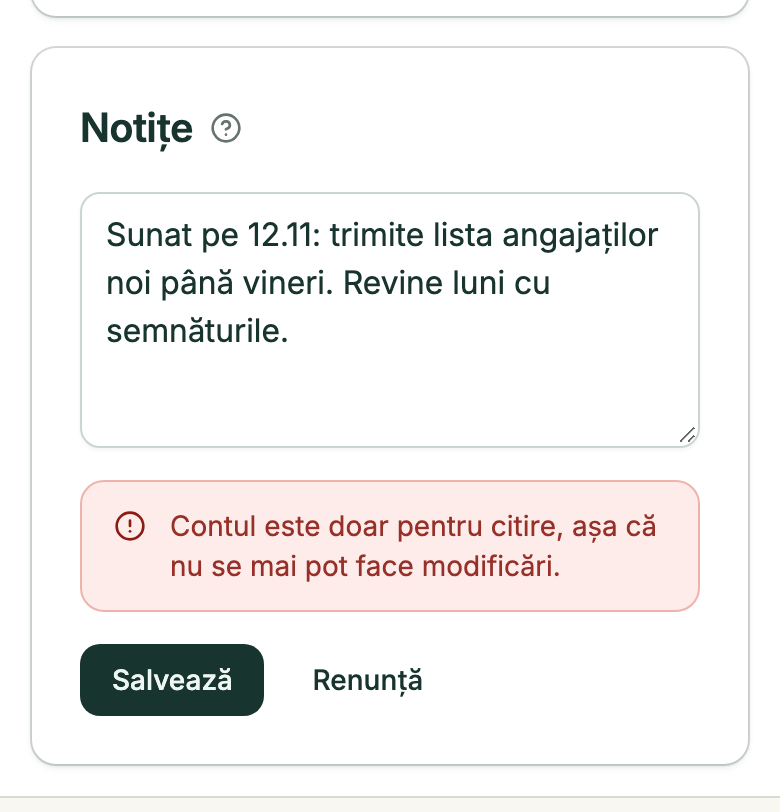 Notițe
Sunat pe 12.11: trimite lista angajaților
noi până vineri. Revine luni cu
semnăturile.
Contul este doar pentru citire, așa că
nu se mai pot face modificări.
Salvează
Renunță